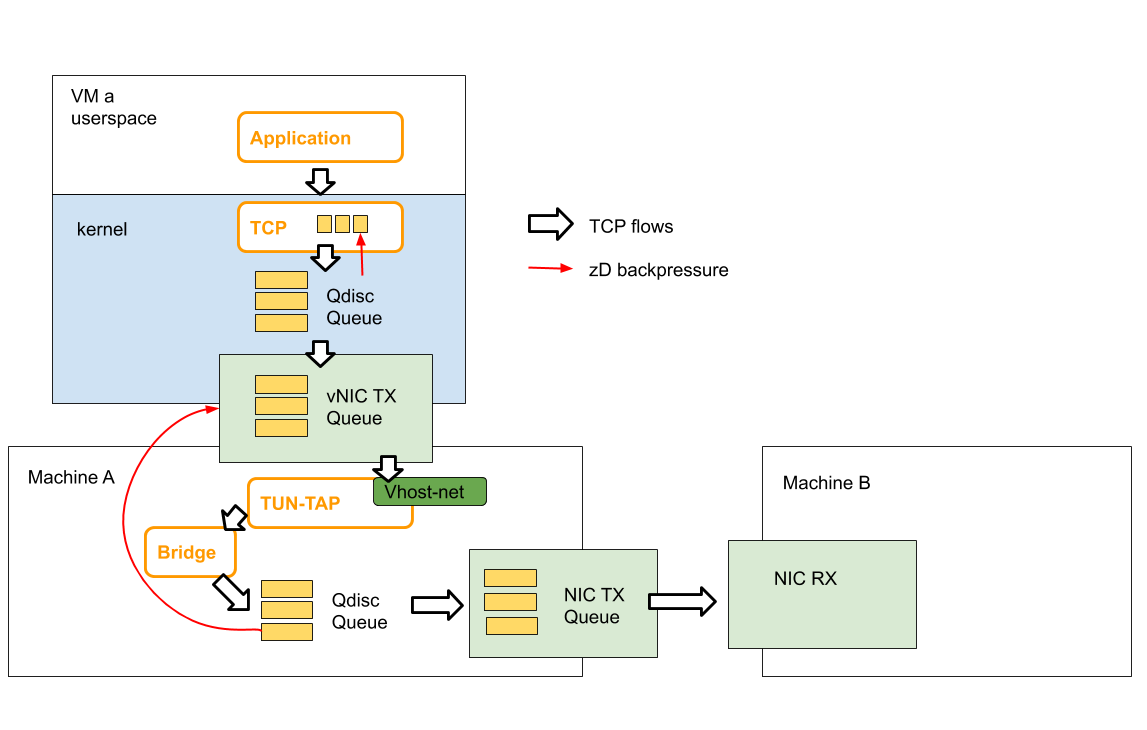 VM a
userspace
Application
kernel
TCP
TCP flows
zD backpressure
Qdisc
Queue
vNIC TX
Queue
Machine A
Vhost-net
TUN-TAP
Bridge
Qdisc
Queue
NIC TX
Queue
Machine B
NIC RX